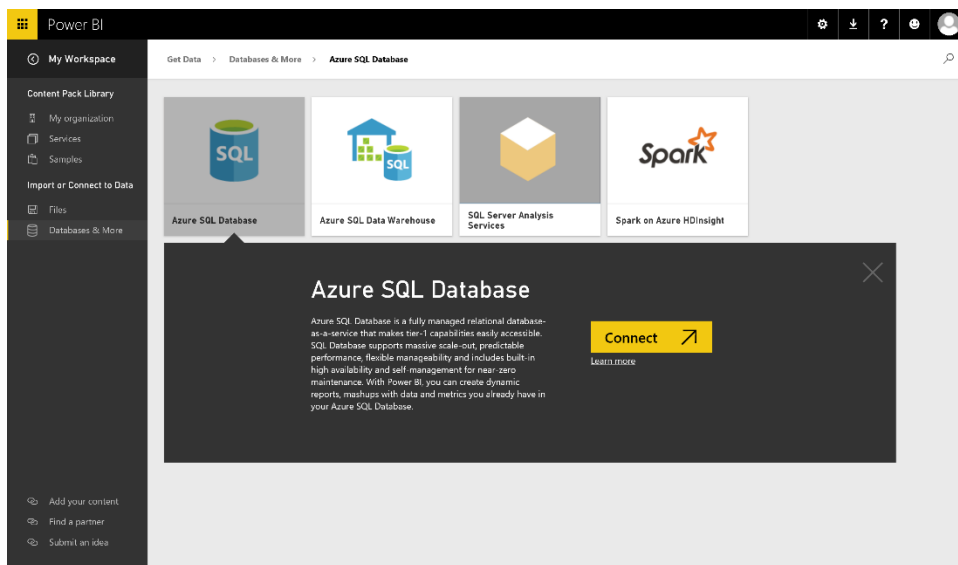 Power BI
?
My Workspace
Get Data > Databases & More > Azure SQL Database
Content Pack Library
My organization
Services
Samples
Import or Connect to Data
Files
Databases & More
SQL
SQL
Spark
Azure SQL Database
Azure SQL Data Warehouse
SQL Server Analysis
Services
Spark on Azure HDInsight
Azure SQL Database
Azure SQL Database is a fully managed relational database-
as-a-service that makes tier-1 capabilities easily accessible.
SQL Database supports massive scale-out, predictable
performance, flexible manageability and includes built-in
high availability and self-management for near-zero
maintenance. With Power BI, you can create dynamic
reports, mashups with data and metrics you already have in
your Azure SQL Database.
Connect
Learn more
Add your content
Find a partner
Submit an idea